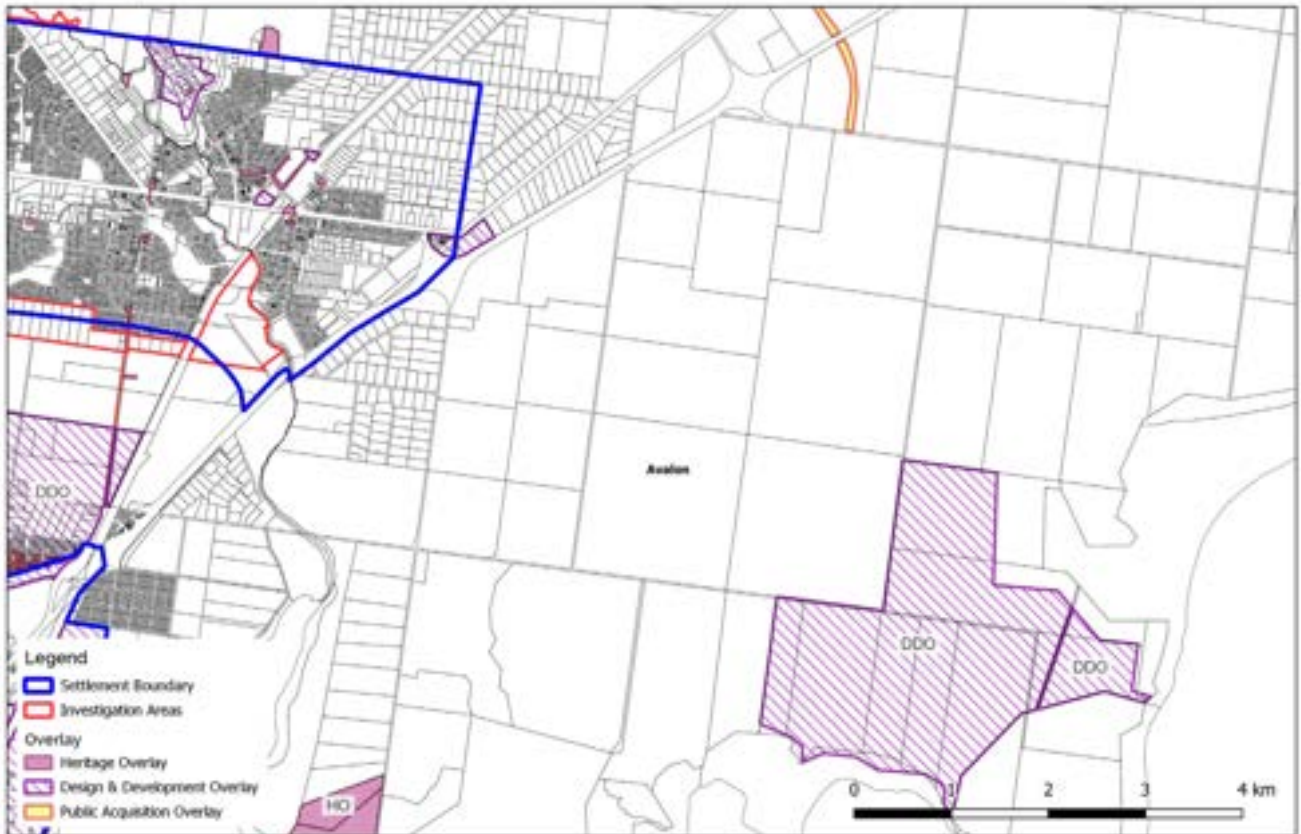 Avalon
DDO
DDO
DDO
HO
Legend
Settlement Boundary
Investigation Areas
Overlay
Heritage Overlay
Design & Development Overlay
Public Acquisition Overlay
0 1 2 3 4 km